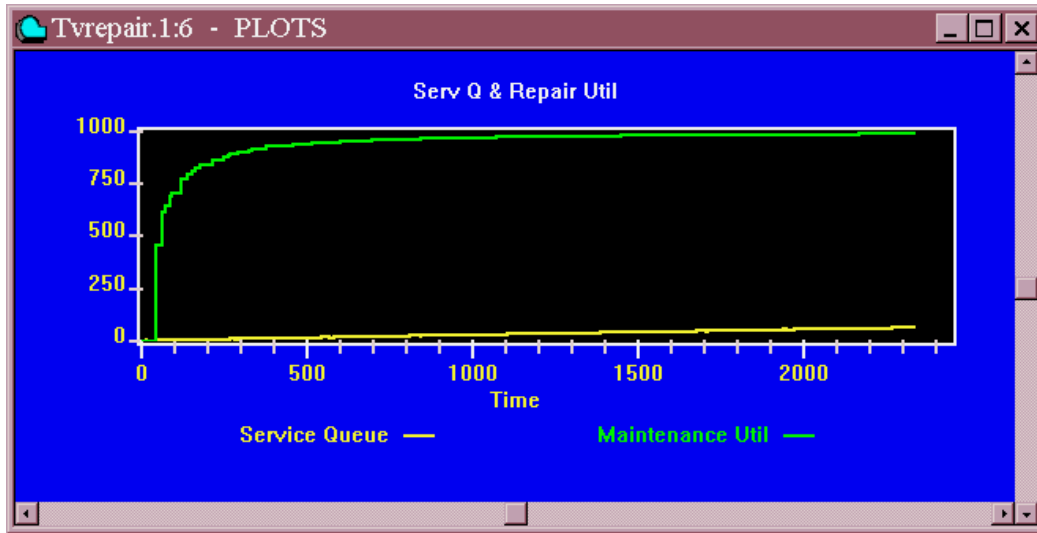 Tvrepair.1:6 - PLOTS
Serv Q & Repair Util
1000
750
500
250
0
0 500 1000 1500 2000
Time
Service Queue
Maintenance Util